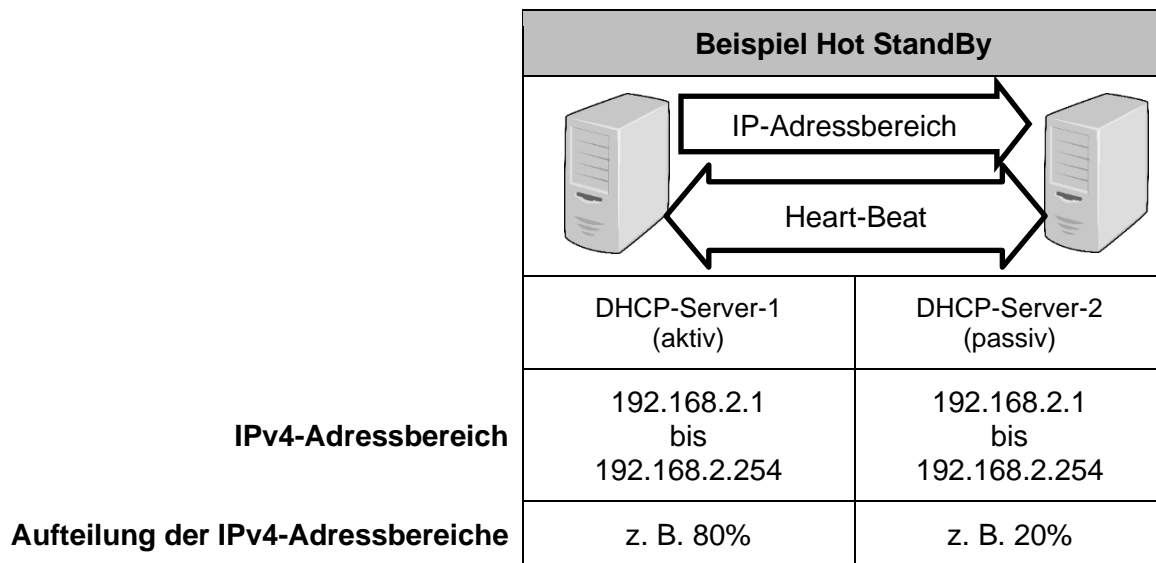 Beispiel Hot StandBy
IP-Adressbereich
Heart-Beat
DHCP-Server-1
(aktiv)
DHCP-Server-2
(passiv)
IPv4-Adressbereich
192.168.2.1
bis
192.168.2.254
192.168.2.1
bis
192.168.2.254
Aufteilung der IPv4-Adressbereiche
z. B. 80%
z. B. 20%